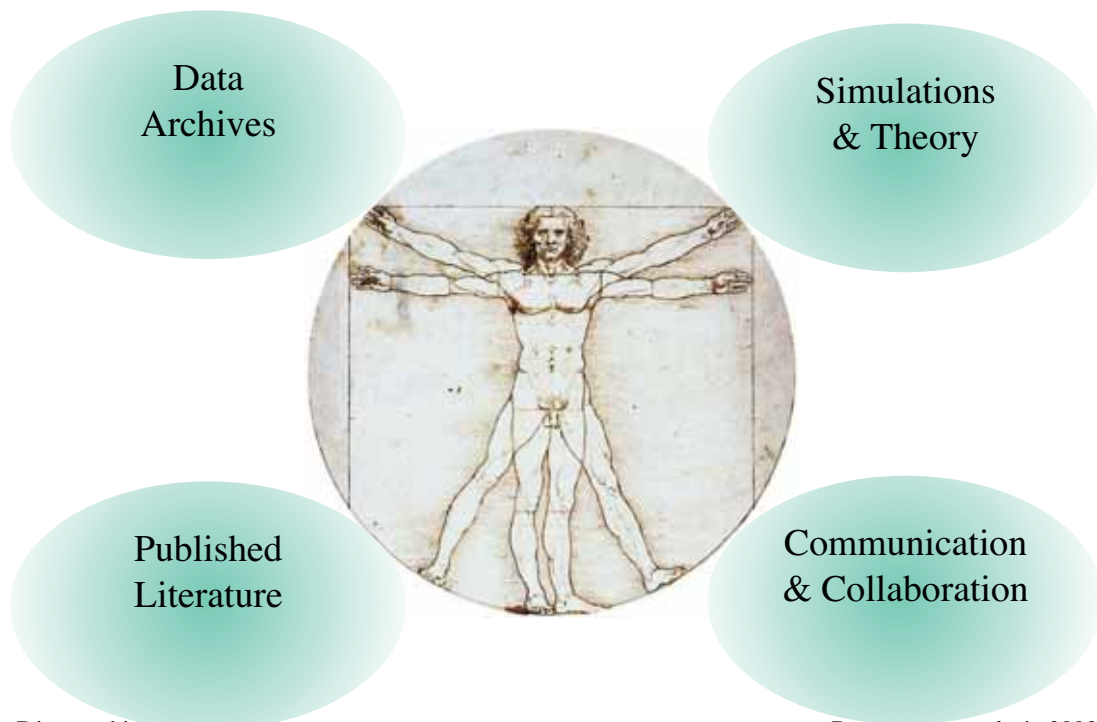 Data
Archives
Simulations
& Theory
Published
Literature
Communication
& Collaboration